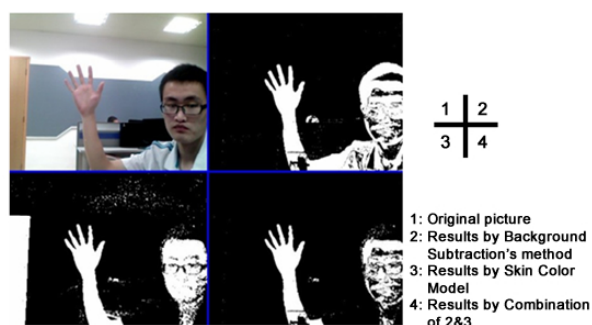 1 2
3 4
1: Original picture
2: Results by Background
Subtraction's method
3: Results by Skin Color
Model
4: Results by Combination
of 2&3